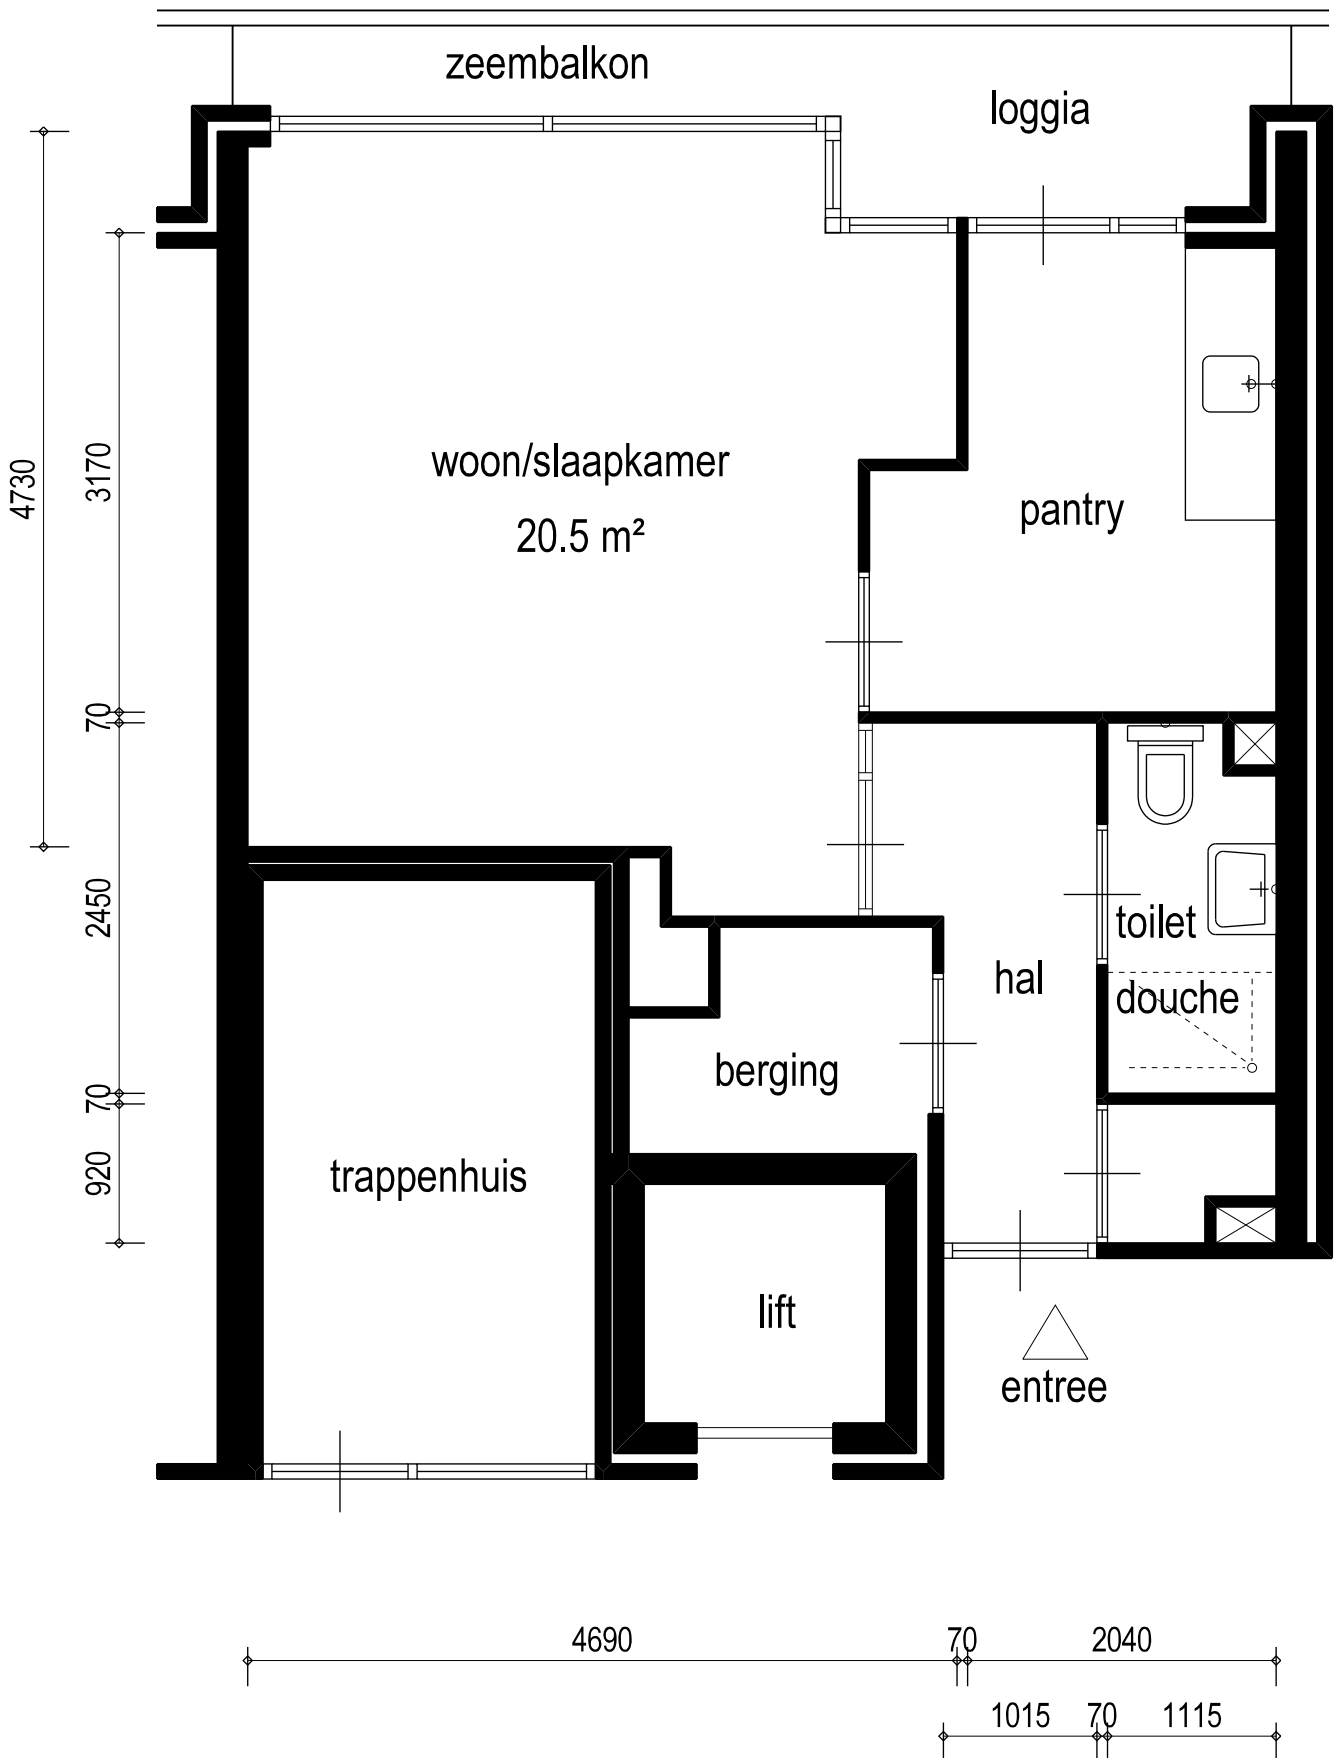 zeembalkon
loggia
woon/slaapkamer
20.5 m²
pantry
4730
3170
70
2450
70
920
toilet
hal
douche
berging
trappenhuis
lift
entree
4690
70
2040
1015
70
1115